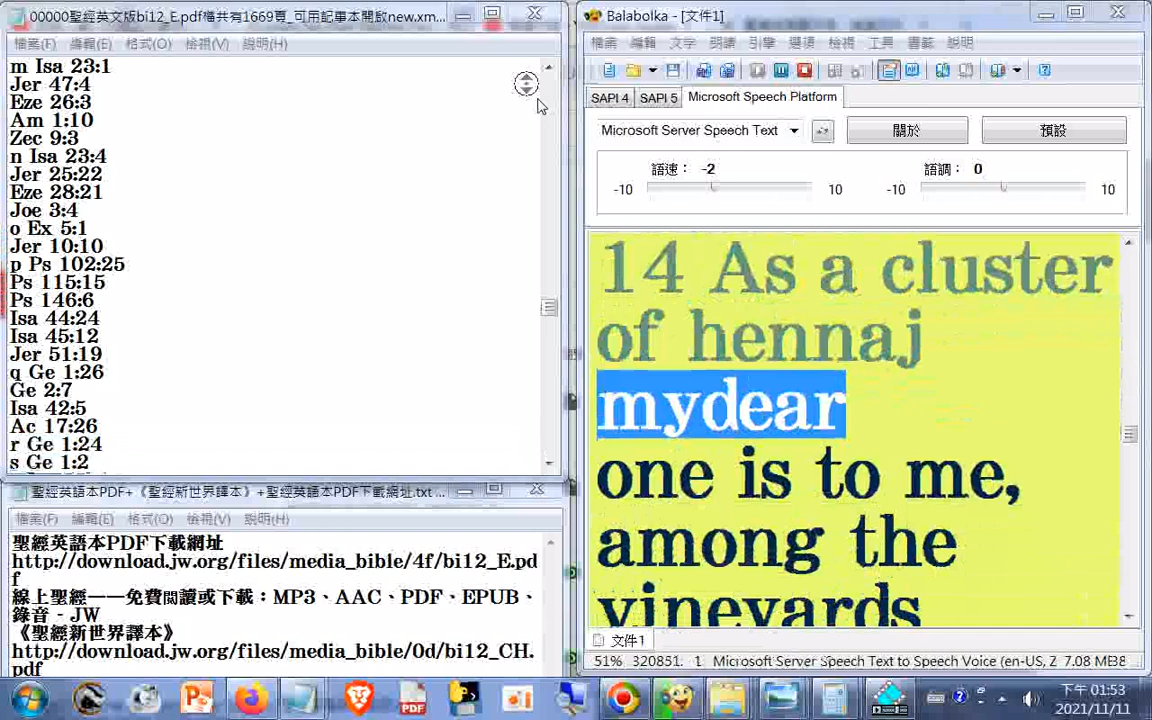 00000聖經英文版bi12_E.pdf檔共有1669頁_可用記事本開啟new.xm...
檔案(F) 編輯(E) 格式(O) 檢視(V) 說明(H)
m Isa 23:1
Jer 47:4
Eze 26:3
Am 1:10
Zec 9:3
n Isa 23:4
Jer 25:22
Eze 28:21
Joe 3:4
o Ex 5:1
Jer 10:10
p Ps 102:25
Ps 115:15
Ps 146:6
Isa 44:24
Isa 45:12
Jer 51:19
q Ge 1:26
Ge 2:7
Isa 42:5
Ac 17:26
r Ge 1:24
s Ge 1:2
聖經英語本PDF+《聖經新世界譯本》+聖經英語本PDF下載網址.txt ...
檔案(F) 編輯(E) 格式(O) 檢視(V) 說明(H)
聖經英語本PDF下載網址
http://download.jw.org/files/media_bible/4f/bi12_E.pd
f
線上聖經——免費閱讀或下載：MP3、AAC、PDF、EPUB、
錄音 - JW
《聖經新世界譯本》
http://download.jw.org/files/media_bible/0d/bi12_CH.
pdf
Balabolka - [文件1]
檔案 編輯 文字 朗讀 引擎 選項 檢視 工具 書籤 說明
SAPI 4 SAPI 5 Microsoft Speech Platform
Microsoft Server Speech Text 關於 預設
語速： -2 語調： 0
-10 10 -10 10
14 As a cluster
of hennaj
mydear
one is to me,
among the
vineyards
文件1
51% 320851. 1 Microsoft Server Speech Text to Speech Voice (en-US, Z 7.08 MB
下午 01:53
2021/11/11